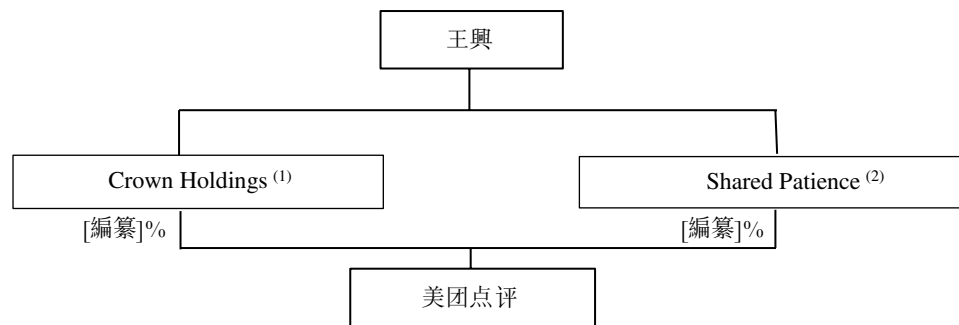 王興
Crown Holdings (1)
Shared Patience (2)
[編纂]%
[編纂]%
美团点评